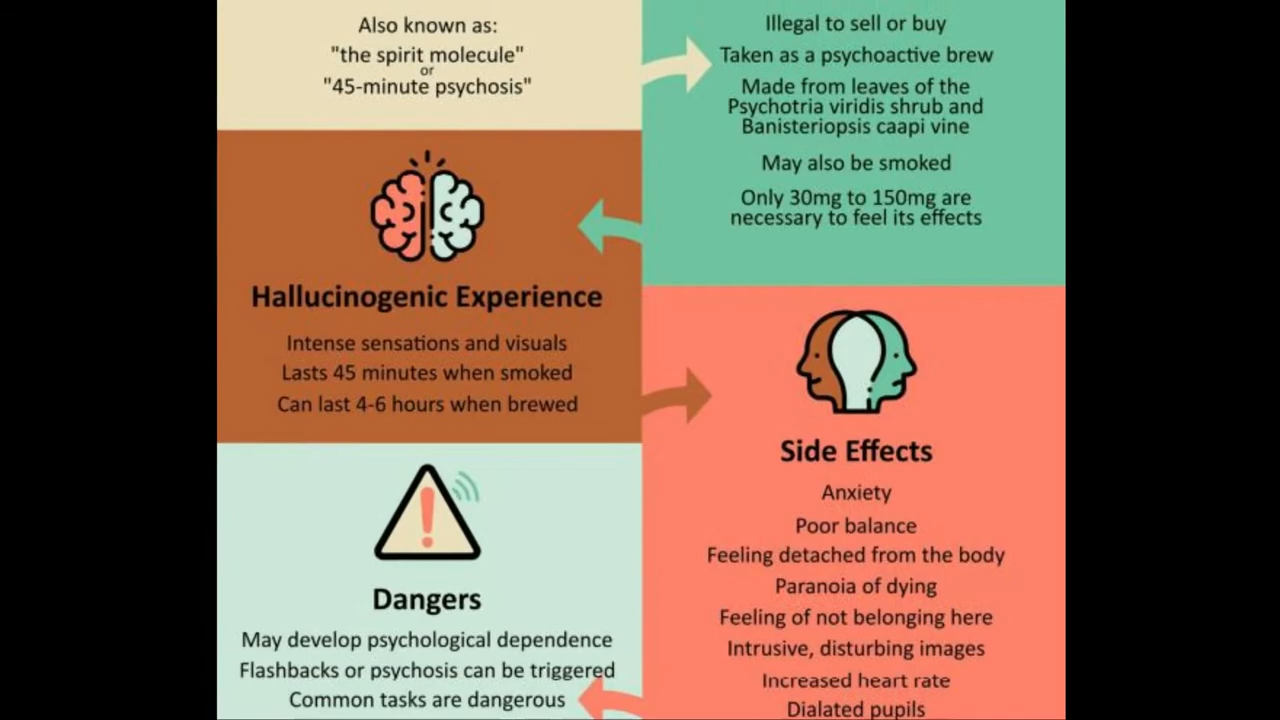 Also known as:
"the spirit molecule"
or
"45-minute psychosis"
Illegal to sell or buy
Taken as a psychoactive brew
Made from leaves of the
Psychotria viridis shrub and
Banisteriopsis caapi vine
May also be smoked
Only 30mg to 150mg are
necessary to feel its effects
Hallucinogenic Experience
Intense sensations and visuals
Lasts 45 minutes when smoked
Can last 4-6 hours when brewed
Side Effects
Anxiety
Poor balance
Feeling detached from the body
Paranoia of dying
Feeling of not belonging here
Intrusive, disturbing images
Increased heart rate
Dialated pupils
Dangers
May develop psychological dependence
Flashbacks or psychosis can be triggered
Common tasks are dangerous